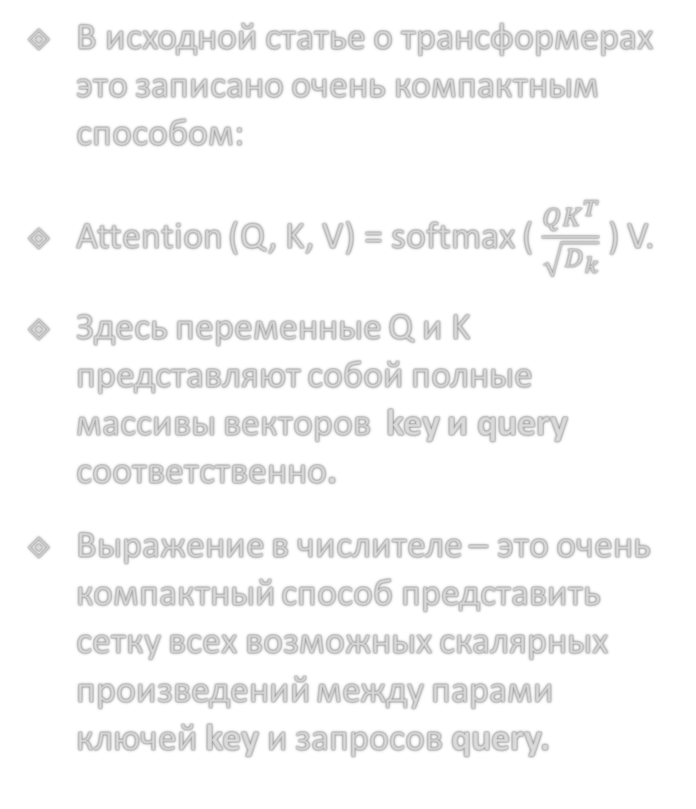 В исходной статье о трансформерах
это записано очень компактным
способом:
Attention (Q, K, V) = softmax ( \frac{QK^T}{\sqrt{D_k}} ) V.
Здесь переменные Q и K
представляют собой полные
массивы векторов key и query
соответственно.
Выражение в числителе – это очень
компактный способ представить
сетку всех возможных скалярных
произведений между парами
ключей key и запросов query.